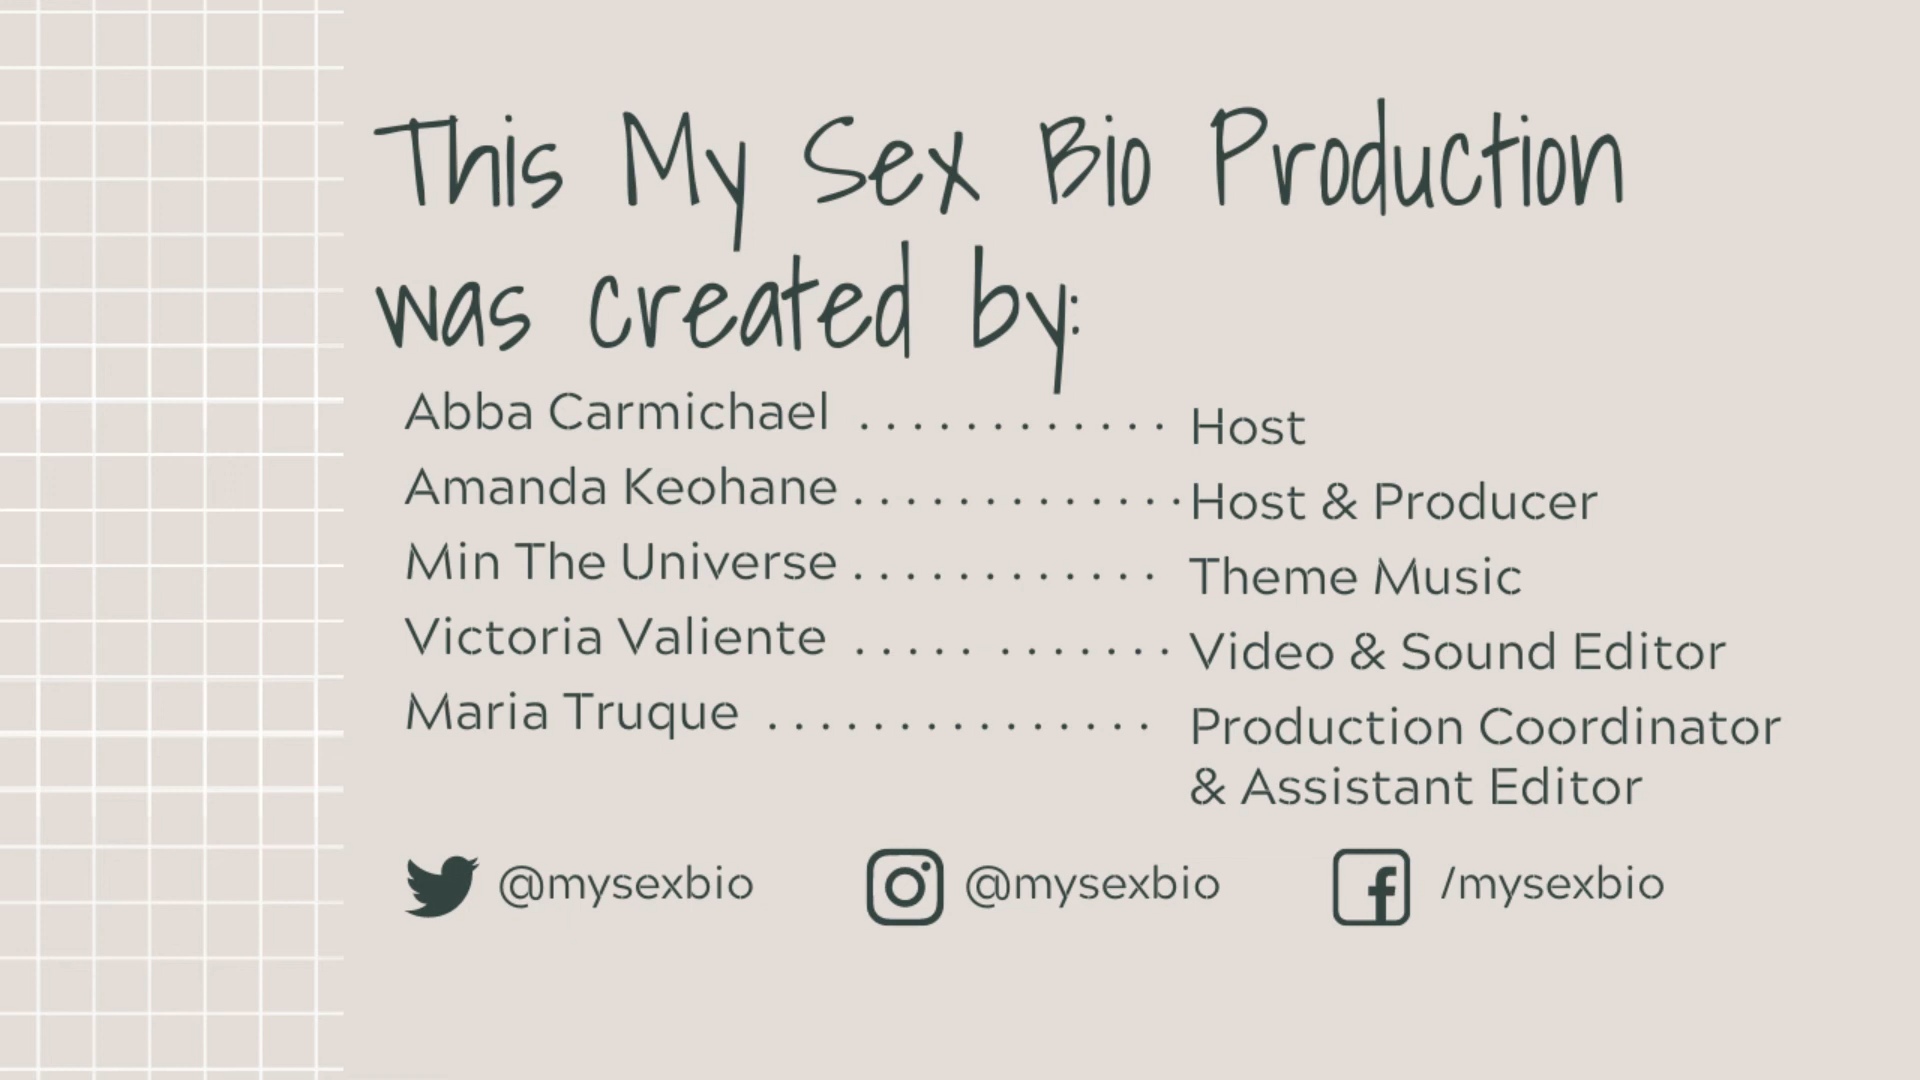 This My Sex Bio Production
was created by:
Abba Carmichael ............ Host
Amanda Keohane ............. Host & Producer
Min The Universe ............ Theme Music
Victoria Valiente ..... ....... Video & Sound Editor
Maria Truque ............... Production Coordinator
& Assistant Editor
@mysexbio @mysexbio /mysexbio